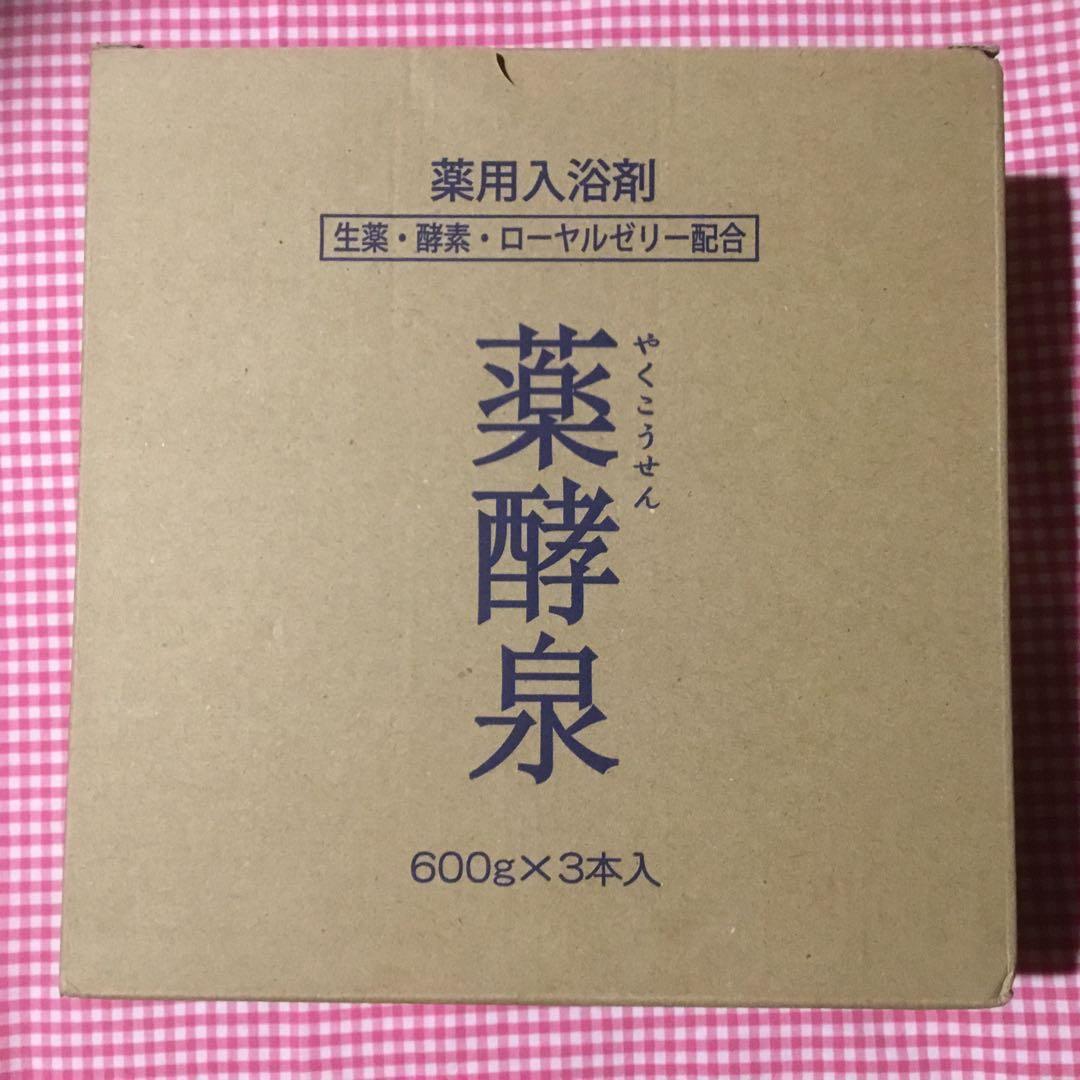 薬用入浴剤
生薬・酵素・ローヤルゼリー配合
やくこうせん
薬酵泉
600g×3本入